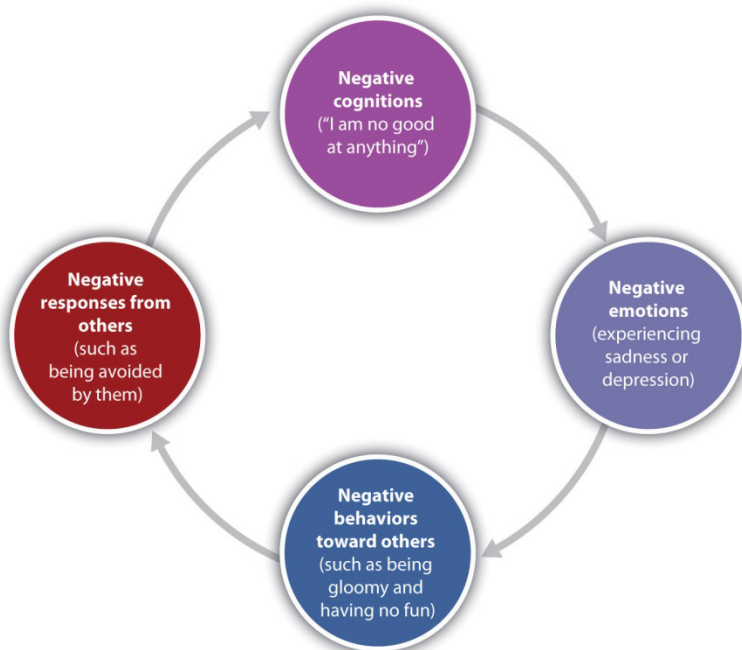 Negative
cognitions
(“I am no good
at anything”)
Negative
emotions
(experiencing
sadness or
depression)
Negative
behaviors
toward others
(such as being
gloomy and
having no fun)
Negative
responses from
others
(such as
being avoided
by them)